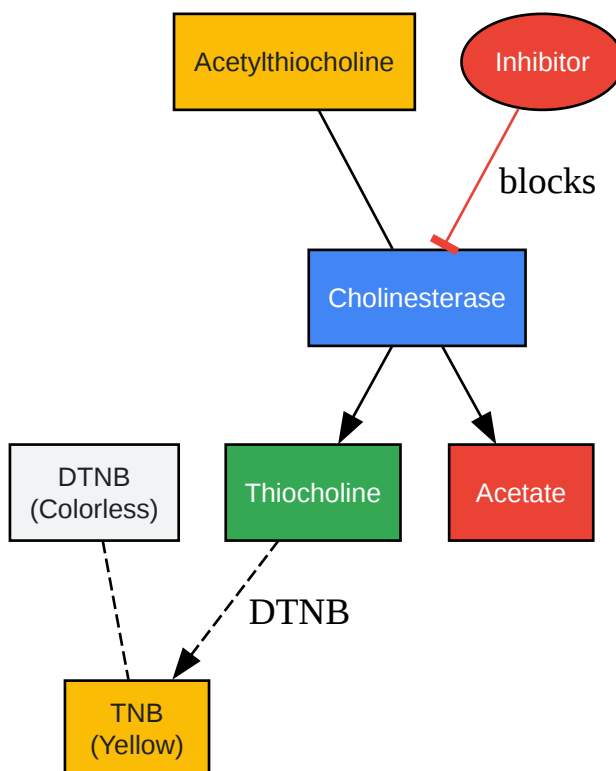 Acetylthiocholine
Inhibitor
blocks
Cholinesterase
DTNB
(Colorless)
Thiocholine
Acetate
DTNB
TNB
(Yellow)